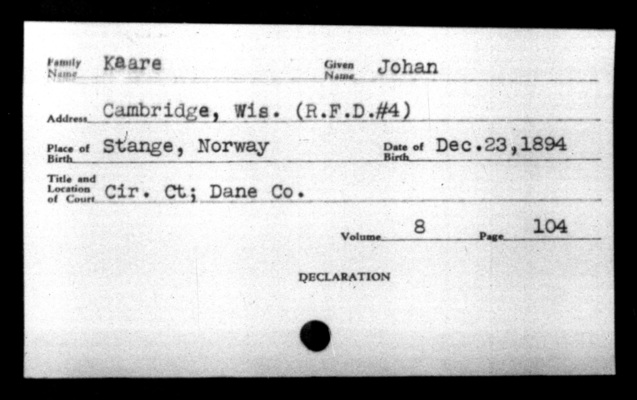 Family Name Kaare Given Name Johan
Address Cambridge, Wis. (R.F.D.#4)
Place of Birth Stange, Norway Date of Birth Dec.23,1894
Title and Location of Court Cir. Ct; Dane Co.
Volume 8 Page 104
DECLARATION